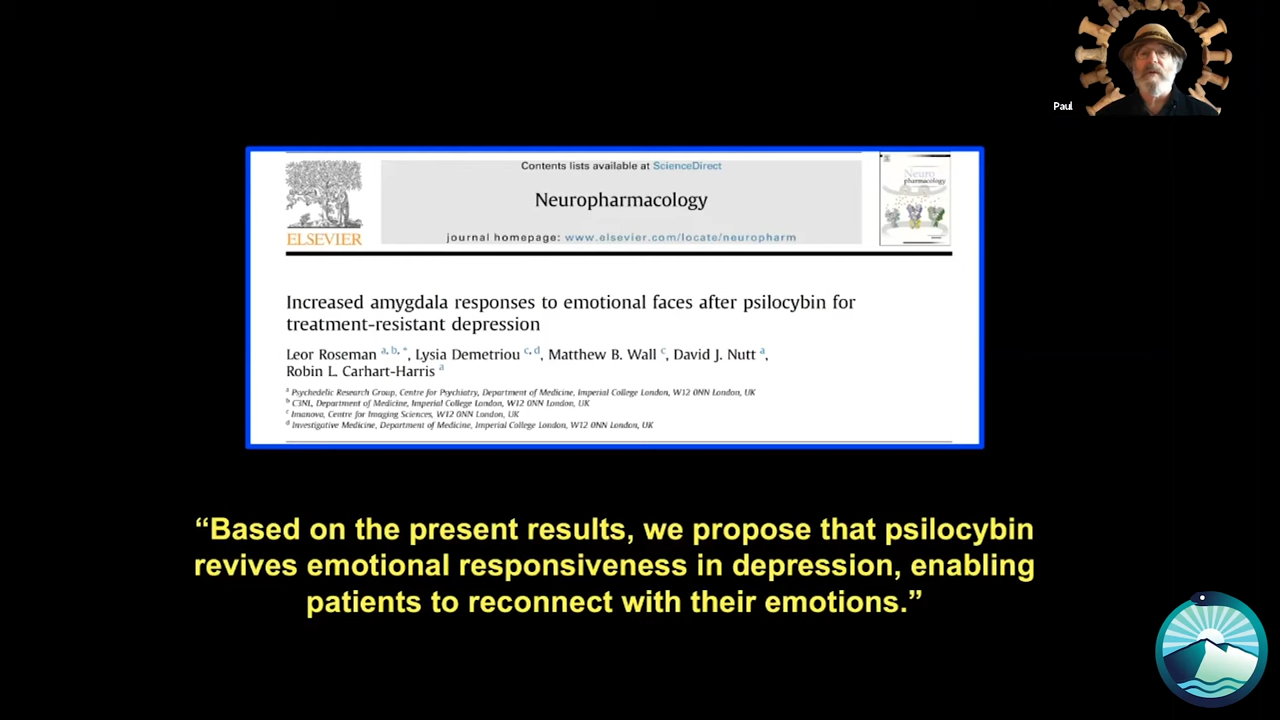 Paul
Contents lists available at ScienceDirect
Neuropharmacology
journal homepage: www.elsevier.com/locate/neuropharm
ELSEVIER
Neuro
pharmacology
Increased amygdala responses to emotional faces after psilocybin for
treatment-resistant depression
Leor Roseman a, b, *, Lysia Demetriou c, d, Matthew B. Wall c, David J. Nutt a,
Robin L. Carhart-Harris a
a Psychedelic Research Group, Centre for Psychiatry, Department of Medicine, Imperial College London, W12 0NN London, UK
b C3NL, Department of Medicine, Imperial College London, W12 0NN London, UK
c Imanova, Centre for Imaging Sciences, W12 0NN London, UK
d Investigative Medicine, Department of Medicine, Imperial College London, W12 0NN London, UK
“Based on the present results, we propose that psilocybin
revives emotional responsiveness in depression, enabling
patients to reconnect with their emotions.”